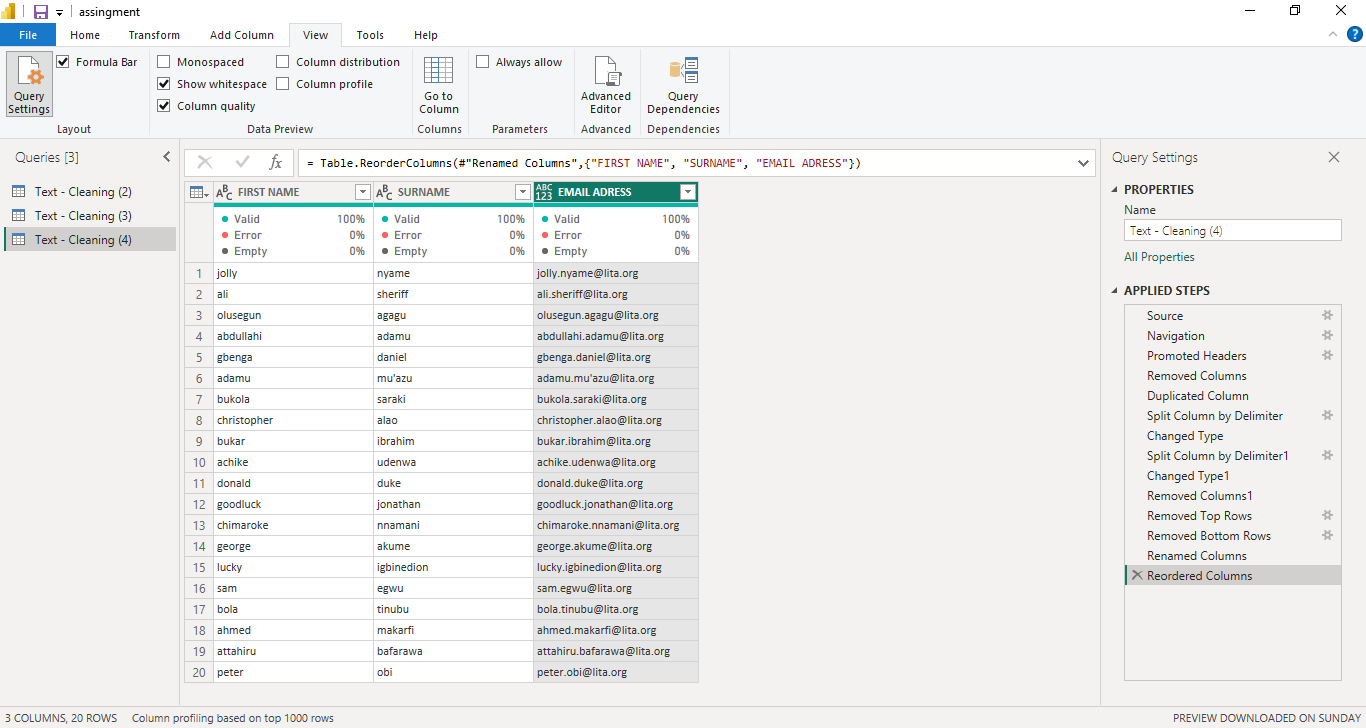 assingment
File Home Transform Add Column View Tools Help
?
Query Settings
Formula Bar
Layout
Monospaced
Show whitespace
Column quality
Column distribution
Column profile
Data Preview
Go to Column
Columns
Always allow
Parameters
Advanced Editor
Advanced
Query Dependencies
Dependencies
Queries [3]
Text - Cleaning (2)
Text - Cleaning (3)
Text - Cleaning (4)
fx = Table.ReorderColumns(#"Renamed Columns",{"FIRST NAME", "SURNAME", "EMAIL ADRESS"})
ABC FIRST NAME ABC SURNAME ABC 123 EMAIL ADRESS
Valid 100% Valid 100% Valid 100%
Error 0% Error 0% Error 0%
Empty 0% Empty 0% Empty 0%
1 jolly nyame jolly.nyame@lita.org
2 ali sheriff ali.sheriff@lita.org
3 olusegun agagu olusegun.agagu@lita.org
4 abdullahi adamu abdullahi.adamu@lita.org
5 gbenga daniel gbenga.daniel@lita.org
6 adamu mu'azu adamu.mu'azu@lita.org
7 bukola saraki bukola.saraki@lita.org
8 christopher alao christopher.alao@lita.org
9 bukar ibrahim bukar.ibrahim@lita.org
10 achike udenwa achike.udenwa@lita.org
11 donald duke donald.duke@lita.org
12 goodluck jonathan goodluck.jonathan@lita.org
13 chimaroke nnamani chimaroke.nnamani@lita.org
14 george akume george.akume@lita.org
15 lucky igbinedion lucky.igbinedion@lita.org
16 sam egwu sam.egwu@lita.org
17 bola tinubu bola.tinubu@lita.org
18 ahmed makarfi ahmed.makarfi@lita.org
19 attahiru bafarawa attahiru.bafarawa@lita.org
20 peter obi peter.obi@lita.org
Query Settings
PROPERTIES
Name
Text - Cleaning (4)
All Properties
APPLIED STEPS
Source
Navigation
Promoted Headers
Removed Columns
Duplicated Column
Split Column by Delimiter
Changed Type
Split Column by Delimiter1
Changed Type1
Removed Columns1
Removed Top Rows
Removed Bottom Rows
Renamed Columns
Reordered Columns
3 COLUMNS, 20 ROWS Column profiling based on top 1000 rows
PREVIEW DOWNLOADED ON SUNDAY